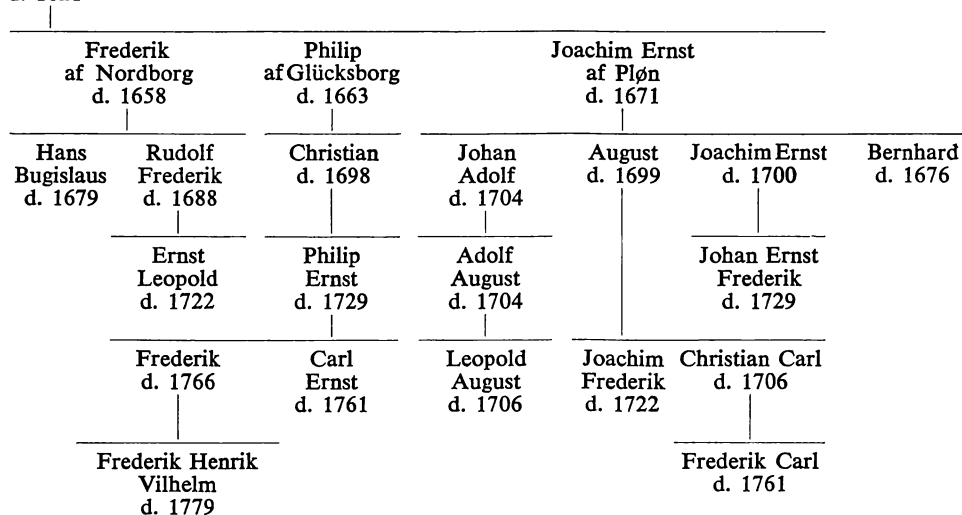 Frederik
af Nordborg
d. 1658
Philip
af Glücksborg
d. 1663
Joachim Ernst
af Pløn
d. 1671
Hans
Bugislaus
d. 1679
Rudolf
Frederik
d. 1688
Christian
d. 1698
Johan
Adolf
d. 1704
August
d. 1699
Joachim Ernst
d. 1700
Bernhard
d. 1676
Ernst
Leopold
d. 1722
Philip
Ernst
d. 1729
Adolf
August
d. 1704
Johan Ernst
Frederik
d. 1729
Frederik
d. 1766
Carl
Ernst
d. 1761
Leopold
August
d. 1706
Joachim
Frederik
d. 1722
Christian Carl
d. 1706
Frederik Henrik
Vilhelm
d. 1779
Frederik Carl
d. 1761